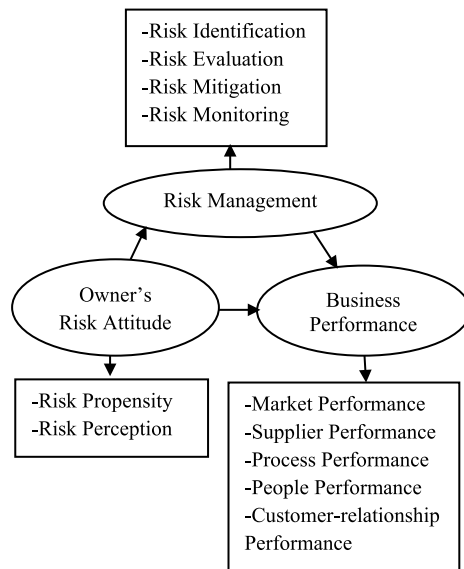 -Risk Identification
-Risk Evaluation
-Risk Mitigation
-Risk Monitoring
Risk Management
Owner's
Risk Attitude
Business
Performance
-Risk Propensity
-Risk Perception
-Market Performance
-Supplier Performance
-Process Performance
-People Performance
-Customer-relationship
Performance